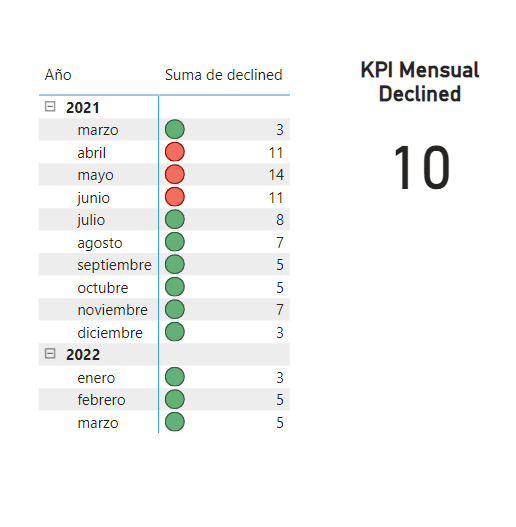 Año Suma de declined
2021
marzo 3
abril 11
mayo 14
junio 11
julio 8
agosto 7
septiembre 5
octubre 5
noviembre 7
diciembre 3
2022
enero 3
febrero 5
marzo 5
KPI Mensual
Declined
10